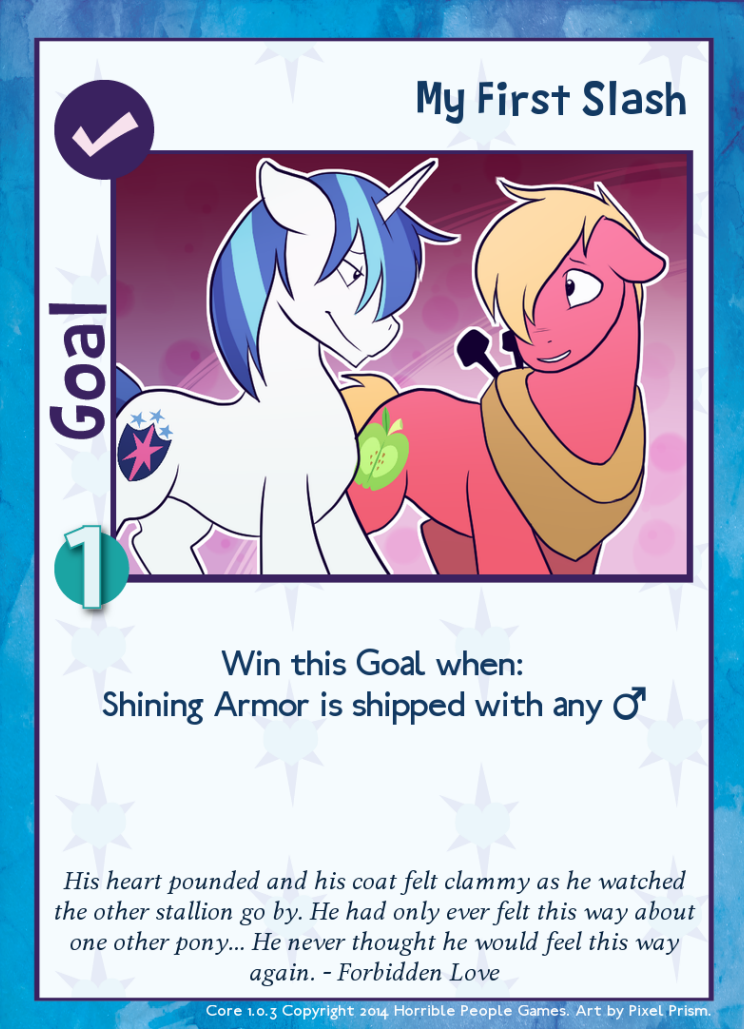 My First Slash
Goal
1
Win this Goal when:
Shining Armor is shipped with any ♂
His heart pounded and his coat felt clammy as he watched
the other stallion go by. He had only ever felt this way about
one other pony... He never thought he would feel this way
again. - Forbidden Love
Core 1.0.3 Copyright 2014 Horrible People Games. Art by Pixel Prism.